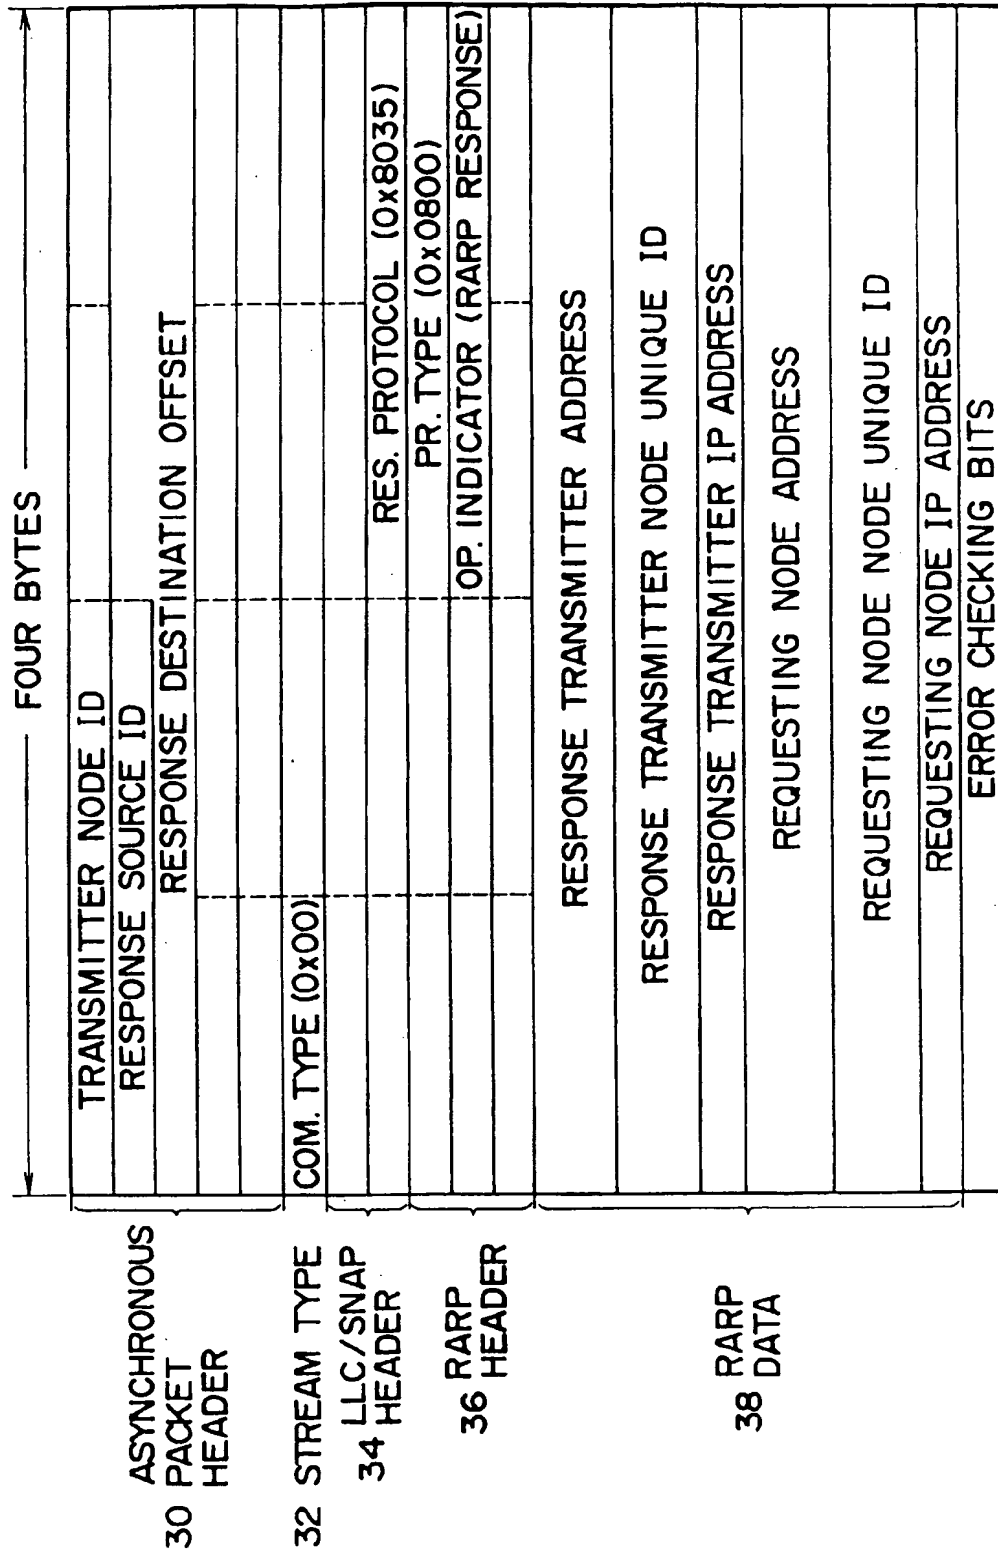 FOUR BYTES
ASYNCHRONOUS
30 PACKET
HEADER
TRANSMITTER NODE ID
RESPONSE SOURCE ID
RESPONSE DESTINATION OFFSET
32 STREAM TYPE
COM. TYPE (0x00)
34 LLC/SNAP
HEADER
RES. PROTOCOL (0x8035)
36 RARP
HEADER
PR. TYPE (0x0800)
OP. INDICATOR (RARP RESPONSE)
38 RARP
DATA
RESPONSE TRANSMITTER ADDRESS
RESPONSE TRANSMITTER NODE UNIQUE ID
RESPONSE TRANSMITTER IP ADDRESS
REQUESTING NODE ADDRESS
REQUESTING NODE NODE UNIQUE ID
REQUESTING NODE IP ADDRESS
ERROR CHECKING BITS